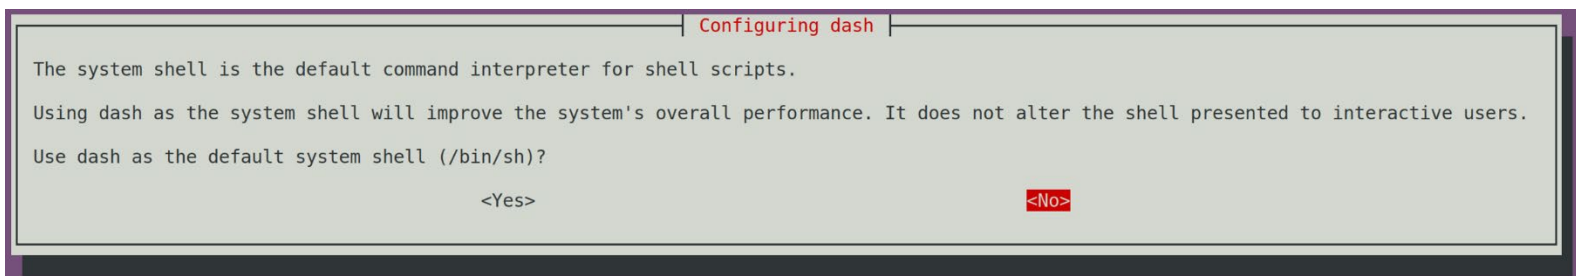 Configuring dash
The system shell is the default command interpreter for shell scripts.
Using dash as the system shell will improve the system's overall performance. It does not alter the shell presented to interactive users.
Use dash as the default system shell (/bin/sh)?
<Yes> <No>